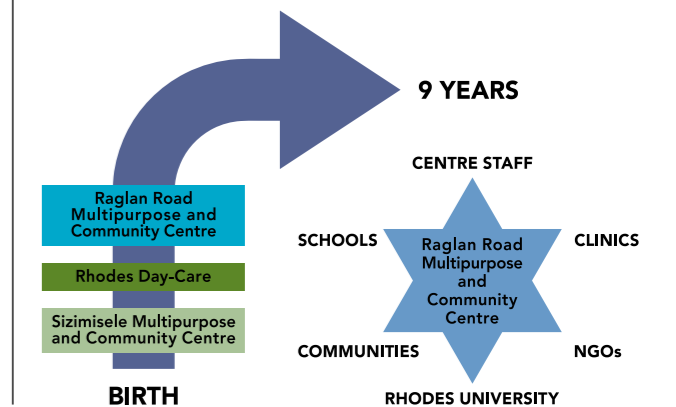 9 YEARS
Raglan Road
Multipurpose and
Community Centre
Rhodes Day-Care
Sizimisele Multipurpose
and Community Centre
BIRTH
CENTRE STAFF
SCHOOLS
CLINICS
Raglan Road
Multipurpose
and
Community
Centre
COMMUNITIES
NGOs
RHODES UNIVERSITY